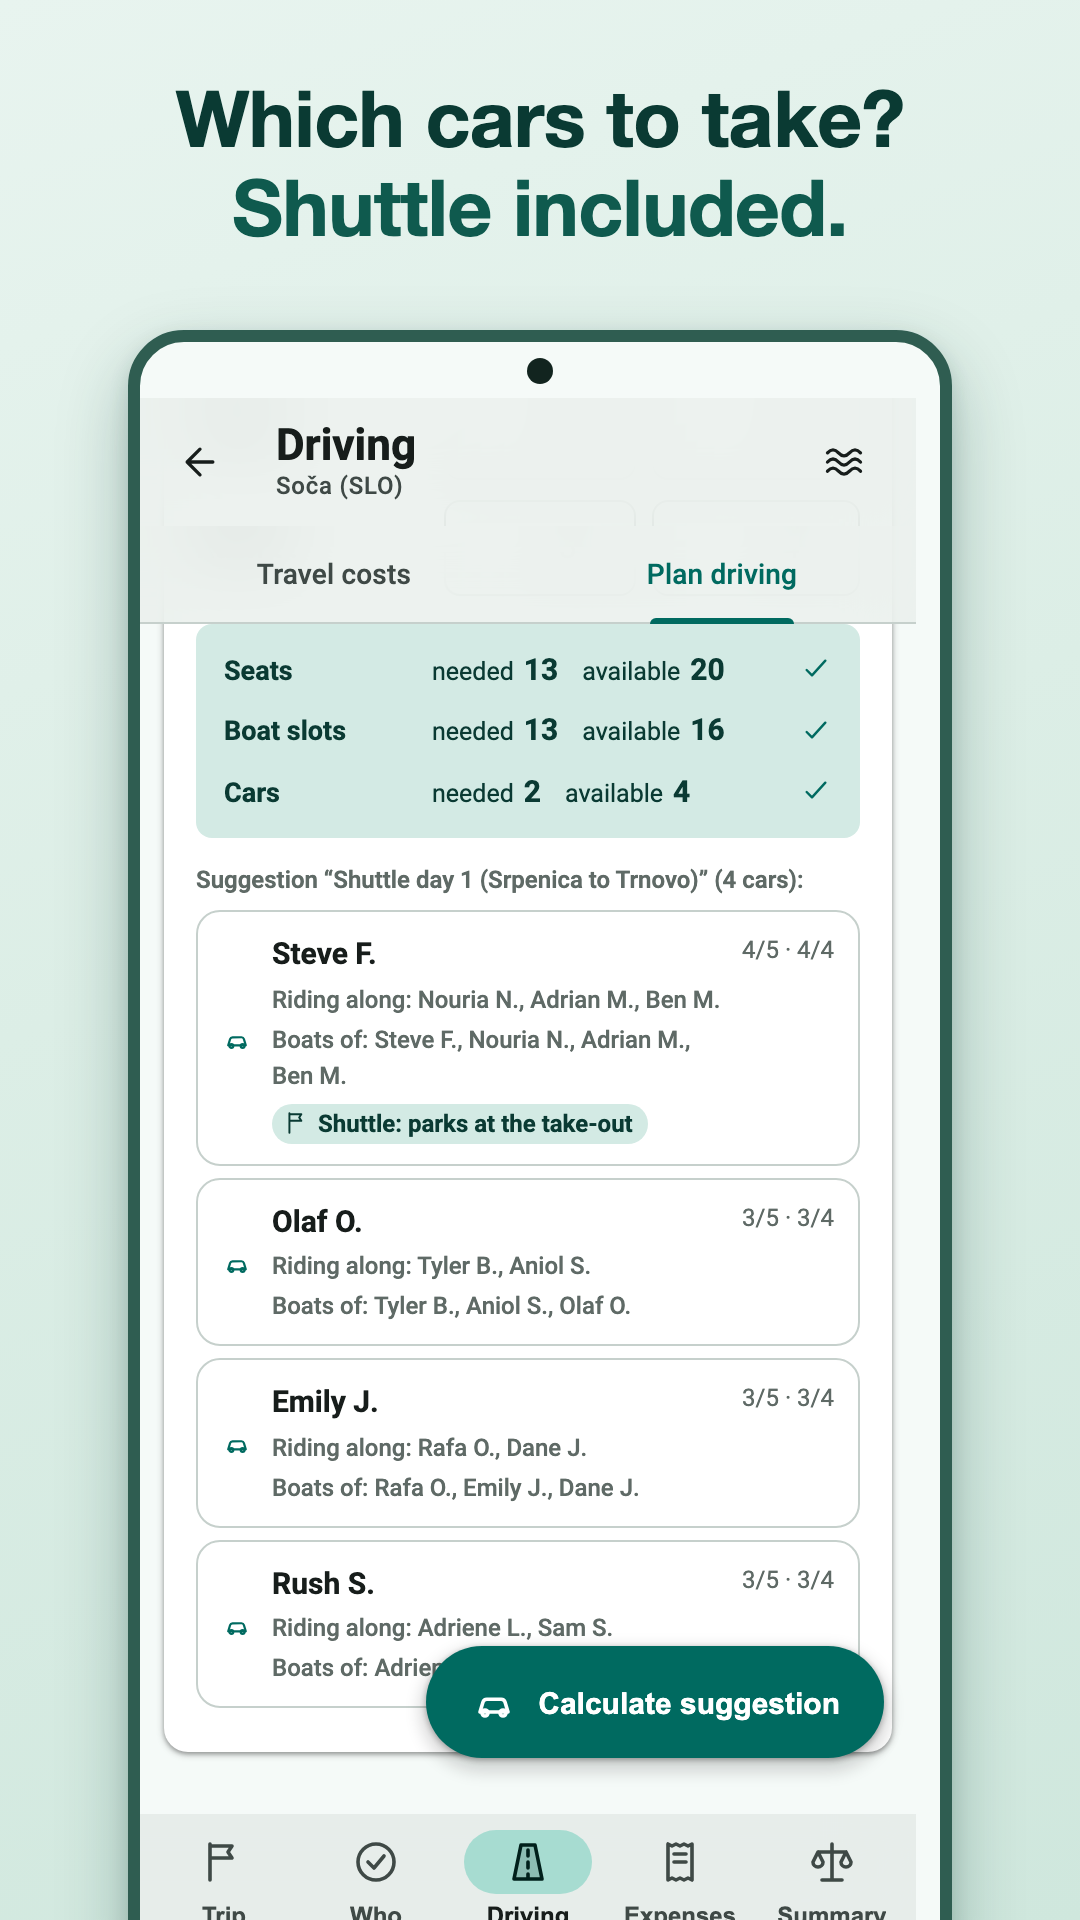 Which cars to take?
Shuttle included.
Driving
Soča (SLO)
Travel costs
Plan driving
Seats needed 13 available 20
Boat slots needed 13 available 16
Cars needed 2 available 4
Suggestion “Shuttle day 1 (Srpenica to Trnovo)” (4 cars):
Steve F. 4/5 · 4/4
Riding along: Nouria N., Adrian M., Ben M.
Boats of: Steve F., Nouria N., Adrian M.,
Ben M.
Shuttle: parks at the take-out
Olaf O. 3/5 · 3/4
Riding along: Tyler B., Aniol S.
Boats of: Tyler B., Aniol S., Olaf O.
Emily J. 3/5 · 3/4
Riding along: Rafa O., Dane J.
Boats of: Rafa O., Emily J., Dane J.
Rush S. 3/5 · 3/4
Riding along: Adriene L., Sam S.
Boats of:
Calculate suggestion
Trip Who Driving Expenses Summary